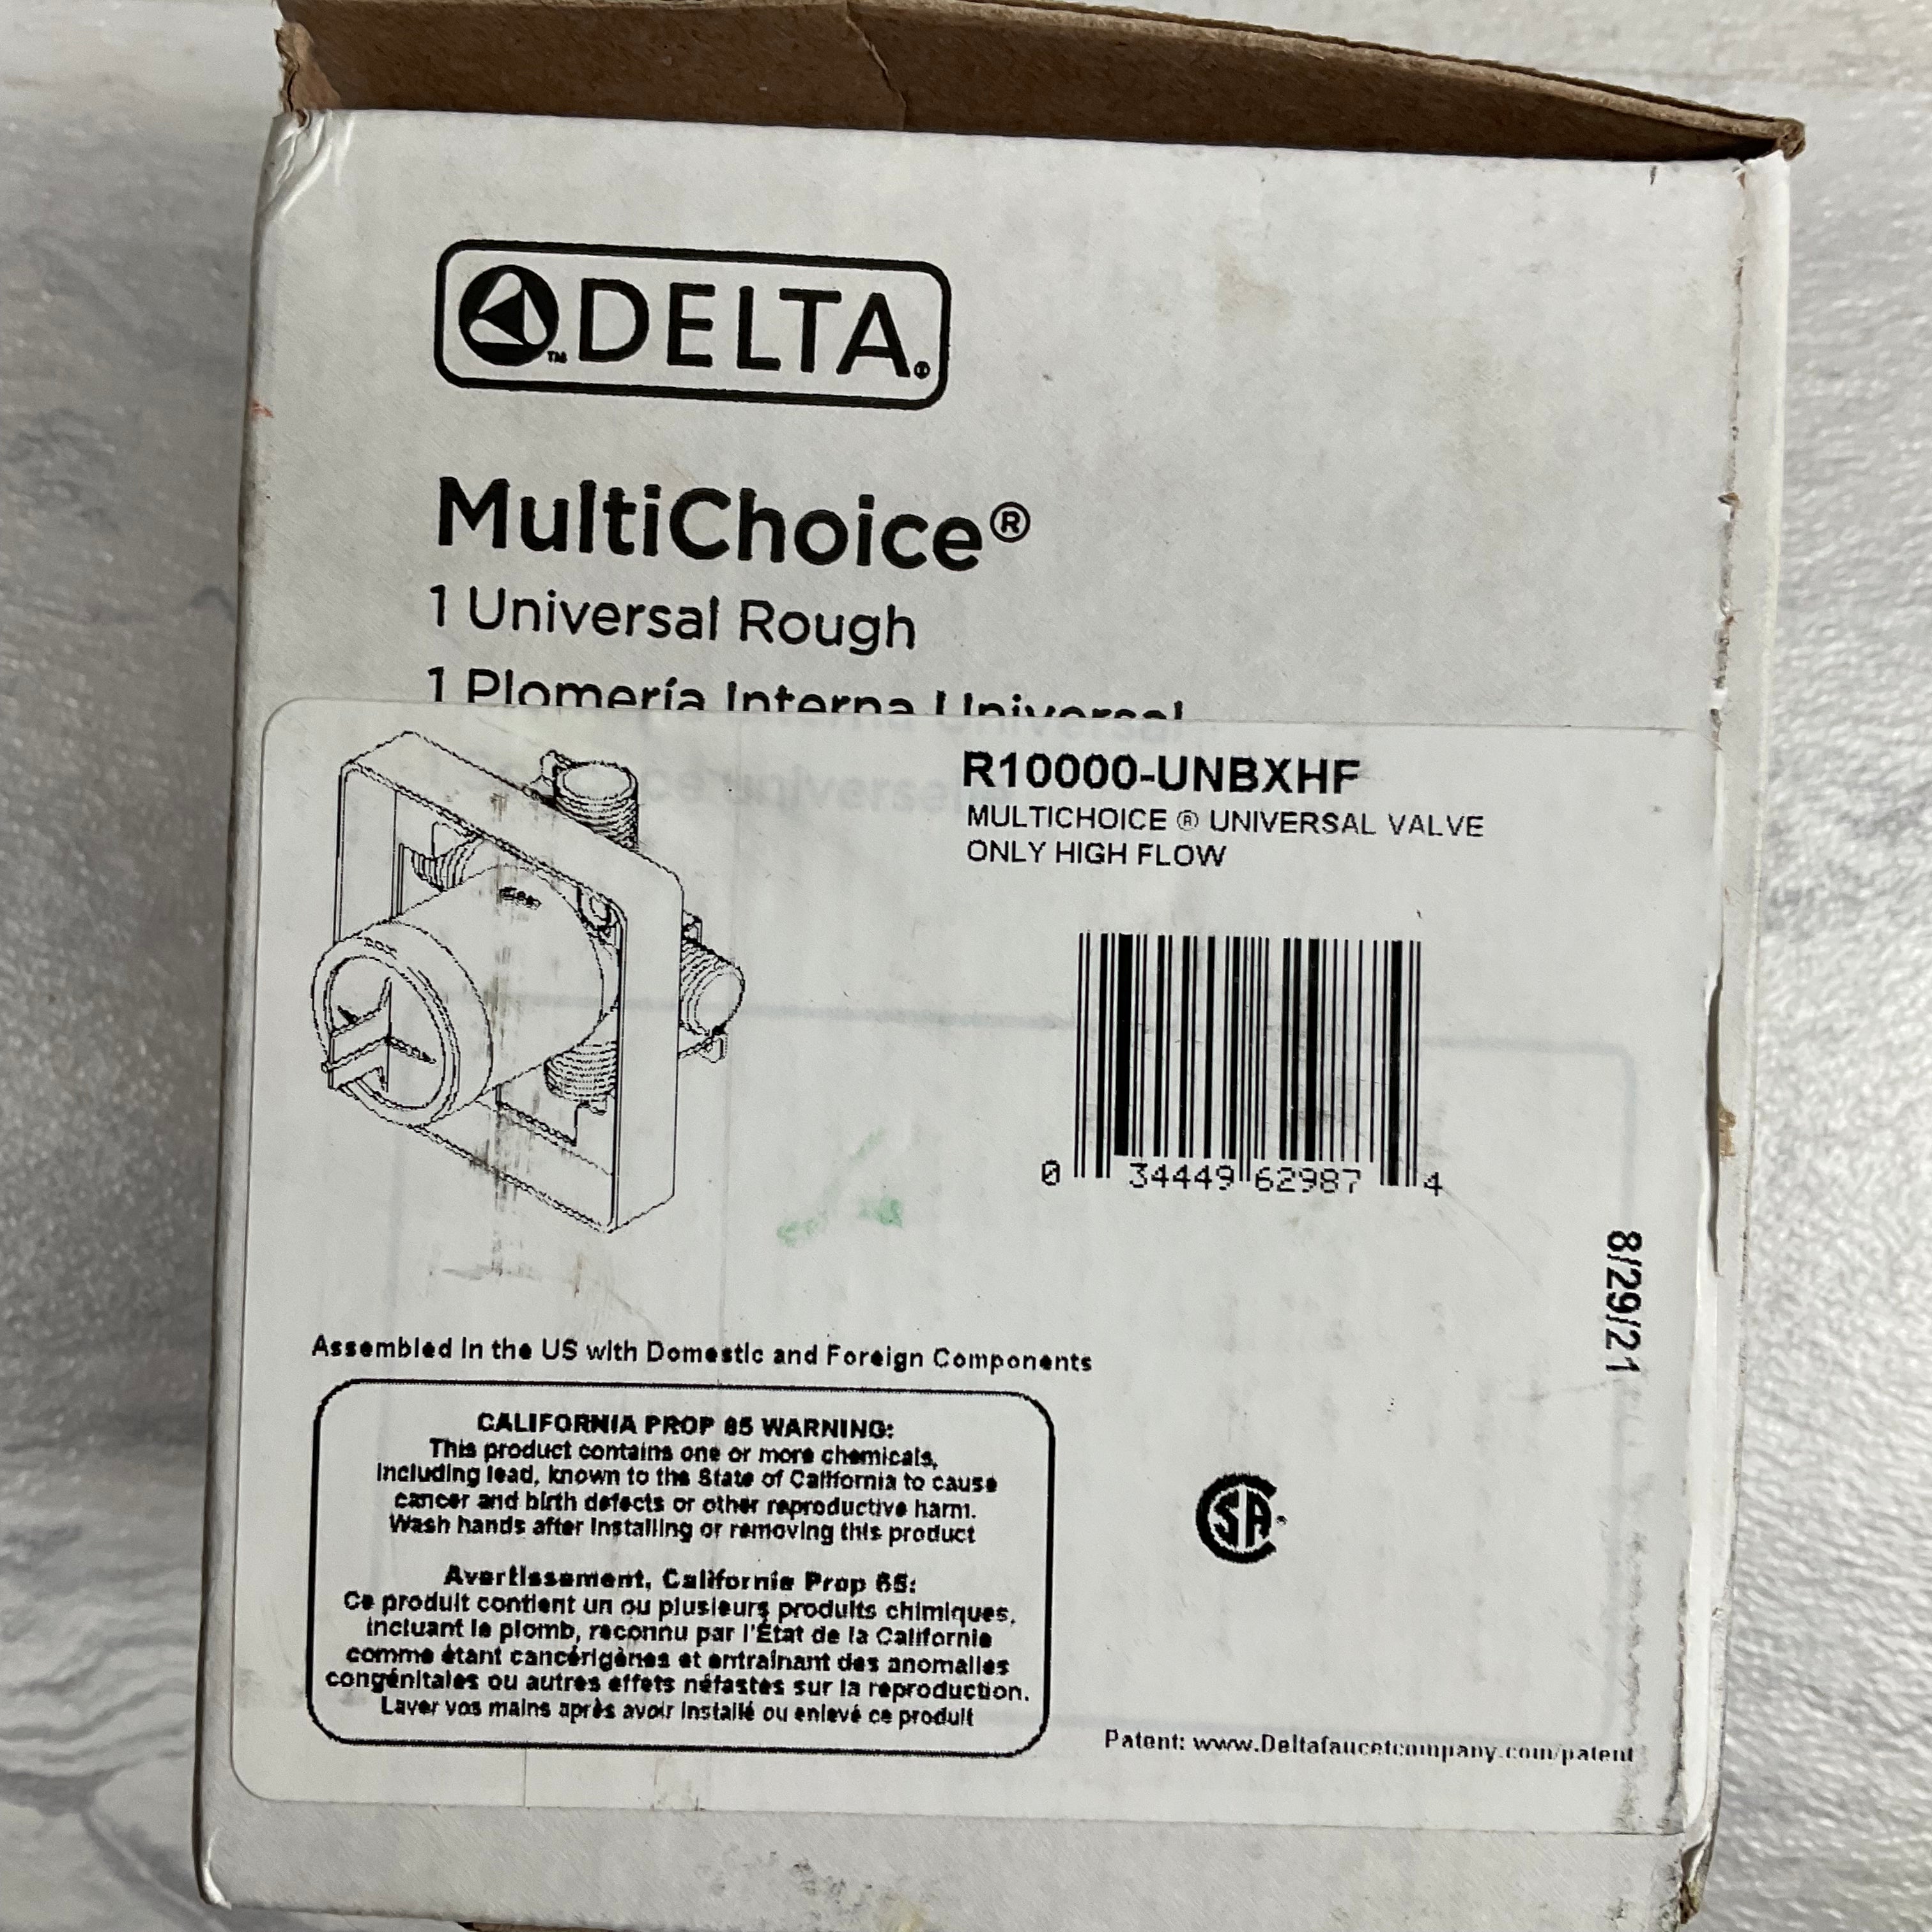 ™ DELTA®
MultiChoice®
1 Universal Rough
1 Plomería Interna Universal
R10000-UNBXHF
MULTICHOICE ® UNIVERSAL VALVE
ONLY HIGH FLOW
0 34449 62987 4
8/29/21
Assembled in the US with Domestic and Foreign Components
CALIFORNIA PROP 65 WARNING:
This product contains one or more chemicals,
including lead, known to the State of California to cause
cancer and birth defects or other reproductive harm.
Wash hands after installing or removing this product
Avertissement, Californie Prop 65:
Ce produit contient un ou plusieurs produits chimiques,
incluant le plomb, reconnu par l'État de la Californie
comme étant cancérigènes et entraînant des anomalies
congénitales ou autres effets néfastes sur la reproduction.
Laver vos mains après avoir installé ou enlevé ce produit
CSA
Patent: www.Deltafaucetcompany.com/patent